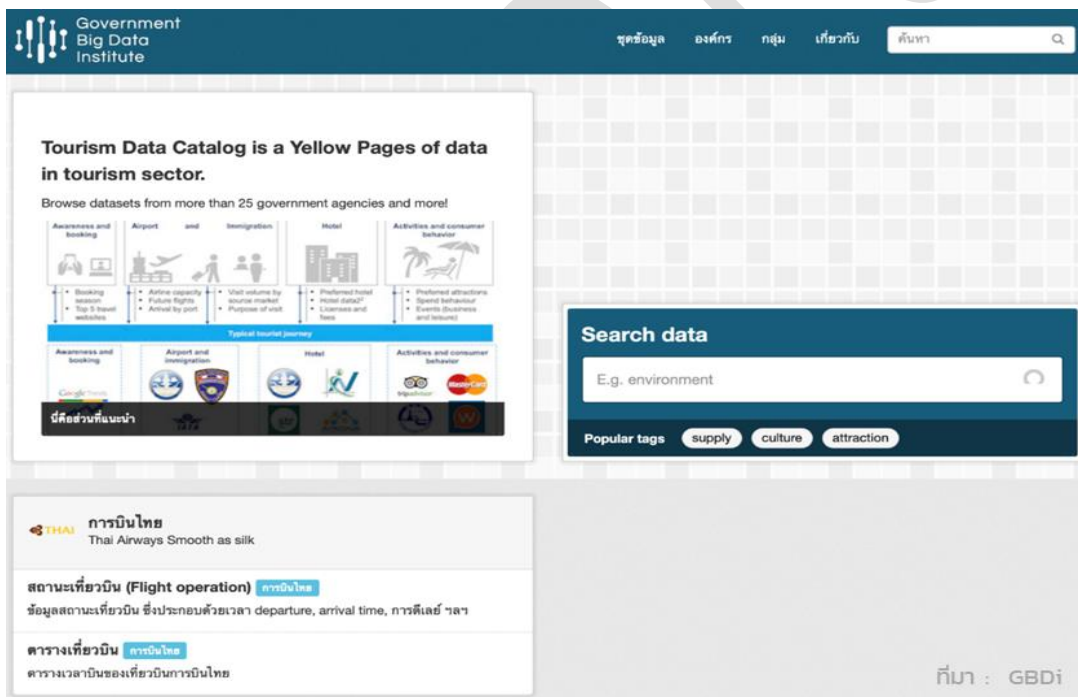 Government
Big Data
Institute
ชุดข้อมูล องค์กร กลุ่ม เกี่ยวกับ ค้นหา
Tourism Data Catalog is a Yellow Pages of data
in tourism sector.
Browse datasets from more than 25 government agencies and more!
Awareness and booking
Airport and Immigration
Hotel
Activities and consumer behavior
• Booking season
• Top 5 travel websites
• Airline capacity
• Future flights
• Arrival by port
• Visit volume by source market
• Purpose of visit
• Preferred hotel
• Hotel data2
• Licenses and fees
• Preferred attractions
• Spend behaviour
• Events (business and leisure)
Typical tourist journey
Awareness and booking
Airport and immigration
Hotel
Activities and consumer behavior
Google Trends
tripadvisor
MasterCard
IATA
นี่คือส่วนที่แนะนำ
Search data
E.g. environment
Popular tags supply culture attraction
THAI
การบินไทย
Thai Airways Smooth as silk
สถานะเที่ยวบิน (Flight operation) การบินไทย
ข้อมูลสถานะเที่ยวบิน ซึ่งประกอบด้วยเวลา departure, arrival time, การดีเลย์ ฯลฯ
ตารางเที่ยวบิน การบินไทย
ตารางเวลาบินของเที่ยวบินการบินไทย
ที่มา : GBDi